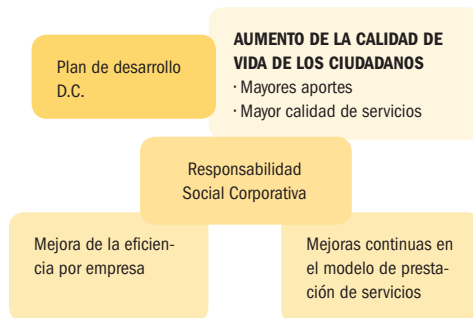 Plan de desarrollo
D.C.
AUMENTO DE LA CALIDAD DE
VIDA DE LOS CIUDADANOS
· Mayores aportes
· Mayor calidad de servicios
Responsabilidad
Social Corporativa
Mejora de la eficien-
cia por empresa
Mejoras continuas en
el modelo de presta-
ción de servicios